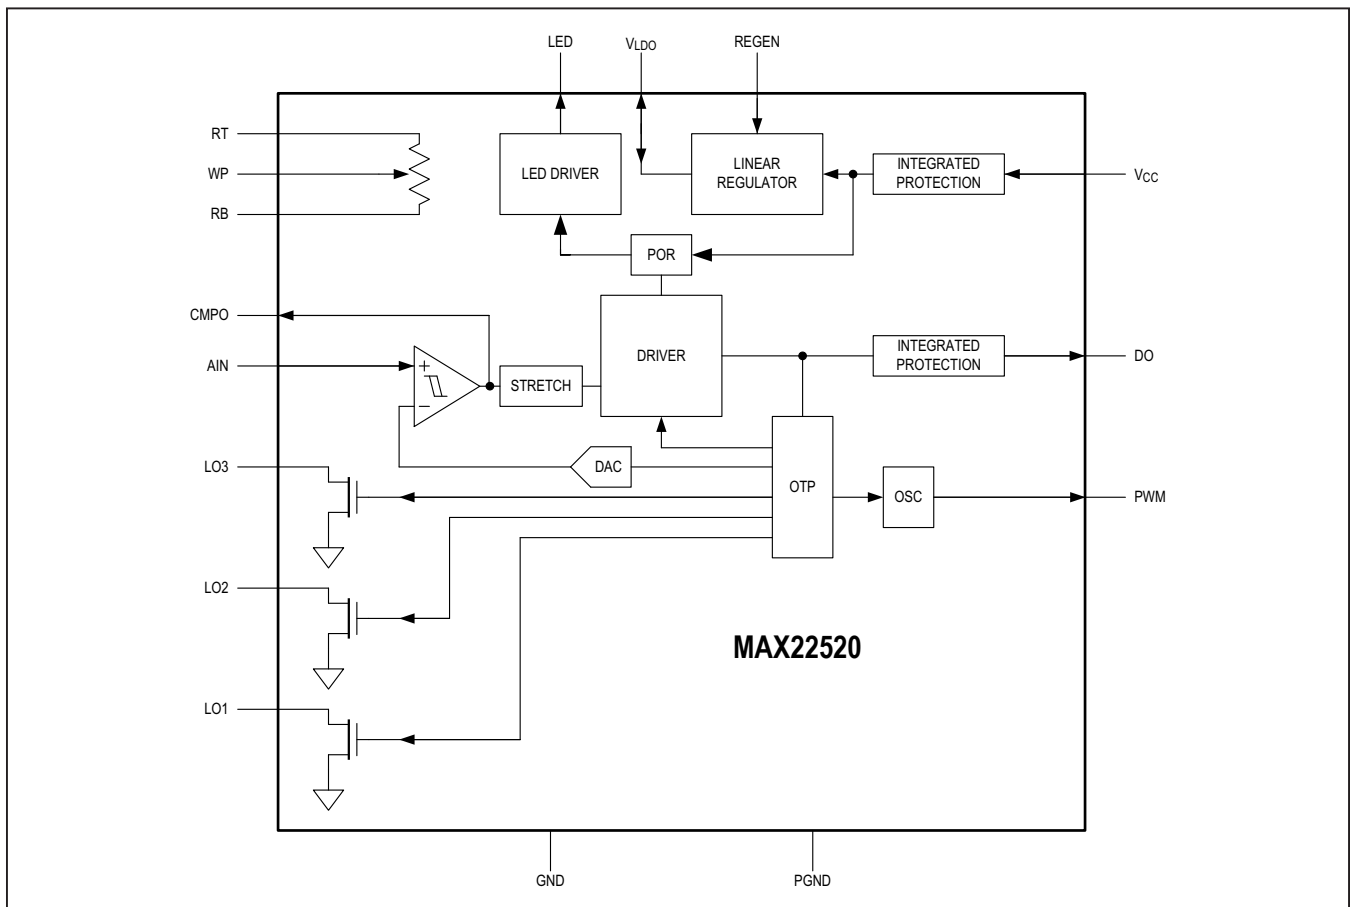 LED
VLDO
REGEN
RT
WP
RB
LED DRIVER
LINEAR
REGULATOR
INTEGRATED
PROTECTION
VCC
POR
CMPO
AIN
+
−
STRETCH
DRIVER
INTEGRATED
PROTECTION
DO
LO3
DAC
OTP
OSC
PWM
LO2
LO1
MAX22520
GND
PGND